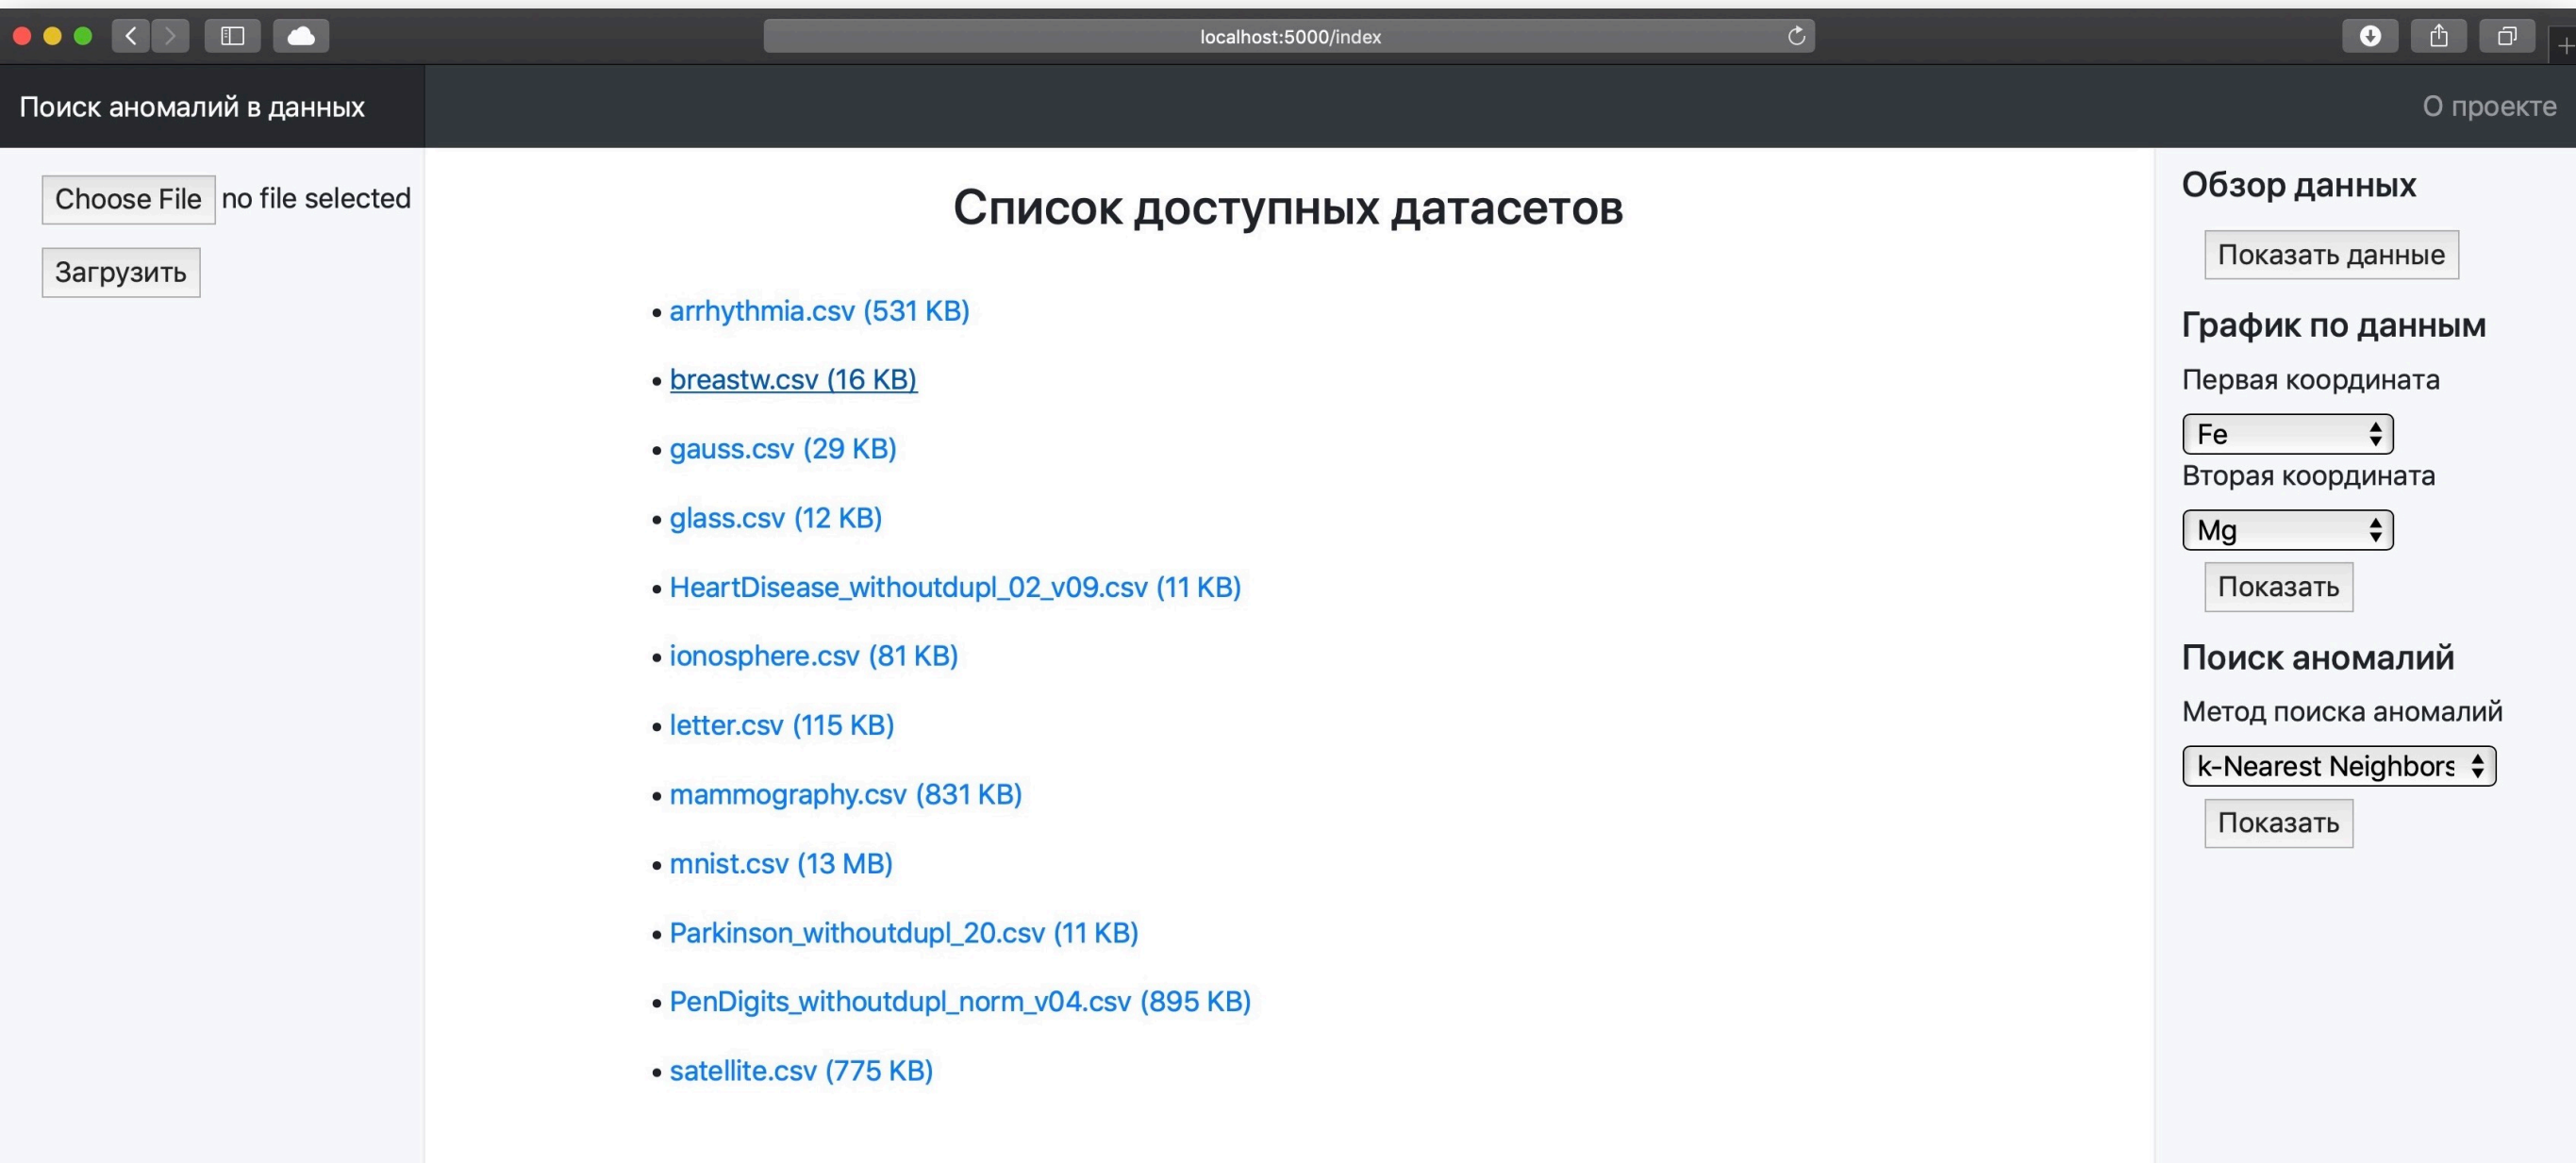 localhost:5000/index
Поиск аномалий в данных
О проекте
Choose File no file selected
Загрузить
Список доступных датасетов
• arrhythmia.csv (531 KB)
• breastw.csv (16 KB)
• gauss.csv (29 KB)
• glass.csv (12 KB)
• HeartDisease_withoutdupl_02_v09.csv (11 KB)
• ionosphere.csv (81 KB)
• letter.csv (115 KB)
• mammography.csv (831 KB)
• mnist.csv (13 MB)
• Parkinson_withoutdupl_20.csv (11 KB)
• PenDigits_withoutdupl_norm_v04.csv (895 KB)
• satellite.csv (775 KB)
Обзор данных
Показать данные
График по данным
Первая координата
Fe
Вторая координата
Mg
Показать
Поиск аномалий
Метод поиска аномалий
k-Nearest Neighbors
Показать